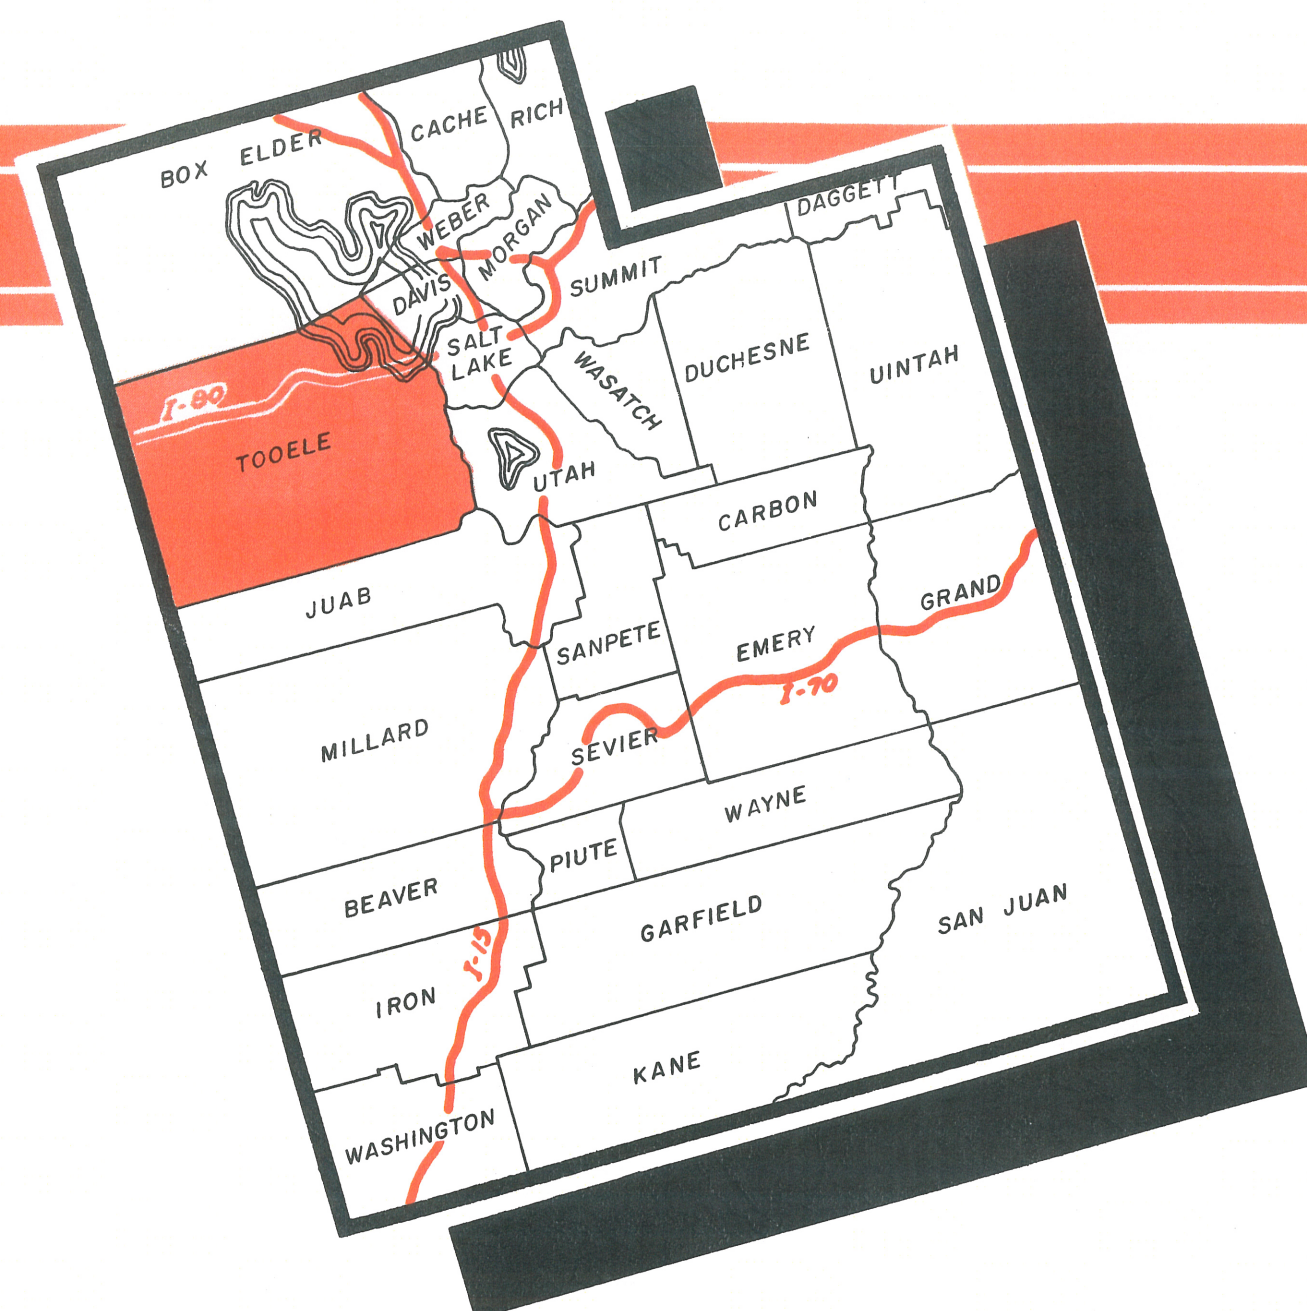 CACHE
RICH
BOX ELDER
DAGGETT
WEBER
MORGAN
SUMMIT
DAVIS
SALT
LAKE
WASATCH
DUCHESNE
UINTAH
I-80
TOOELE
UTAH
CARBON
JUAB
GRAND
SANPETE
EMERY
I-70
MILLARD
SEVIER
WAYNE
PIUTE
BEAVER
GARFIELD
SAN JUAN
I-15
IRON
KANE
WASHINGTON